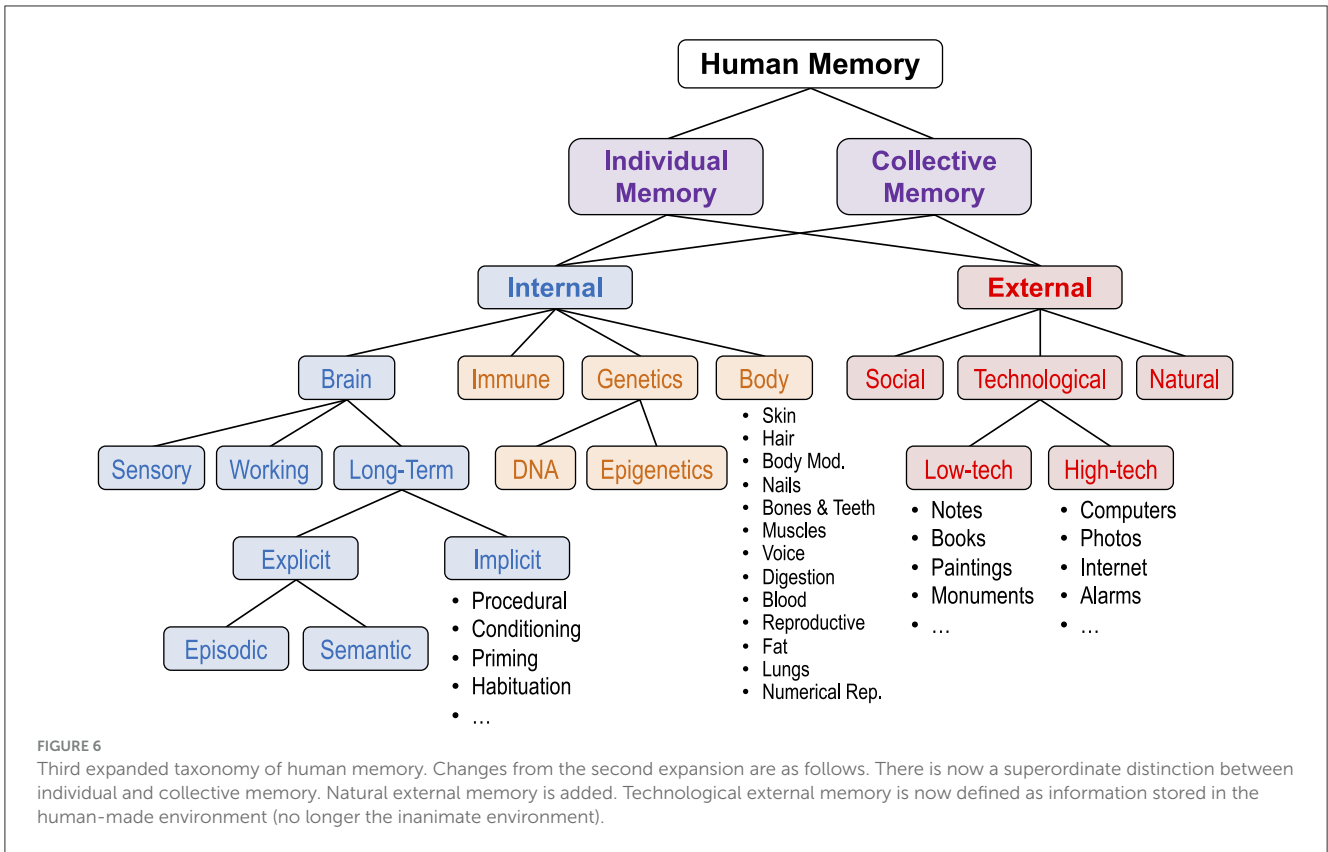 Human Memory
Individual
Memory
Collective
Memory
Internal
External
Brain
Immune
Genetics
Body
Social
Technological
Natural
• Skin
• Hair
• Body Mod.
• Nails
• Bones & Teeth
• Muscles
• Voice
• Digestion
• Blood
• Reproductive
• Fat
• Lungs
• Numerical Rep.
Sensory
Working
Long-Term
DNA
Epigenetics
Low-tech
High-tech
• Notes
• Books
• Paintings
• Monuments
• …
• Computers
• Photos
• Internet
• Alarms
• …
Explicit
Implicit
• Procedural
• Conditioning
• Priming
• Habituation
• …
Episodic
Semantic
FIGURE 6
Third expanded taxonomy of human memory. Changes from the second expansion are as follows. There is now a superordinate distinction between
individual and collective memory. Natural external memory is added. Technological external memory is now defined as information stored in the
human-made environment (no longer the inanimate environment).